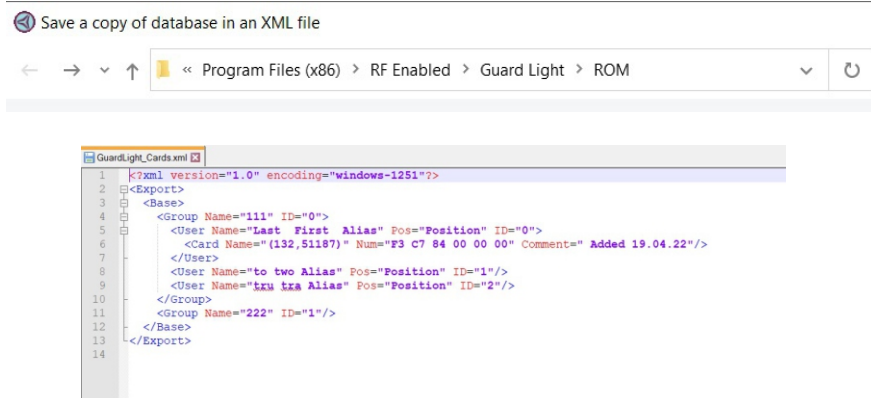 Save a copy of database in an XML file
« Program Files (x86) > RF Enabled > Guard Light > ROM
GuardLight_Cards.xml
1 <?xml version="1.0" encoding="windows-1251"?>
2 <Export>
3 <Base>
4 <Group Name="111" ID="0">
5 <User Name="Last First Alias" Pos="Position" ID="0">
6 <Card Name="(132,51187)" Num="F3 C7 84 00 00 00" Comment=" Added 19.04.22"/>
7 </User>
8 <User Name="to two Alias" Pos="Position" ID="1"/>
9 <User Name="tru tra Alias" Pos="Position" ID="2"/>
10 </Group>
11 <Group Name="222" ID="1"/>
12 </Base>
13 </Export>
14